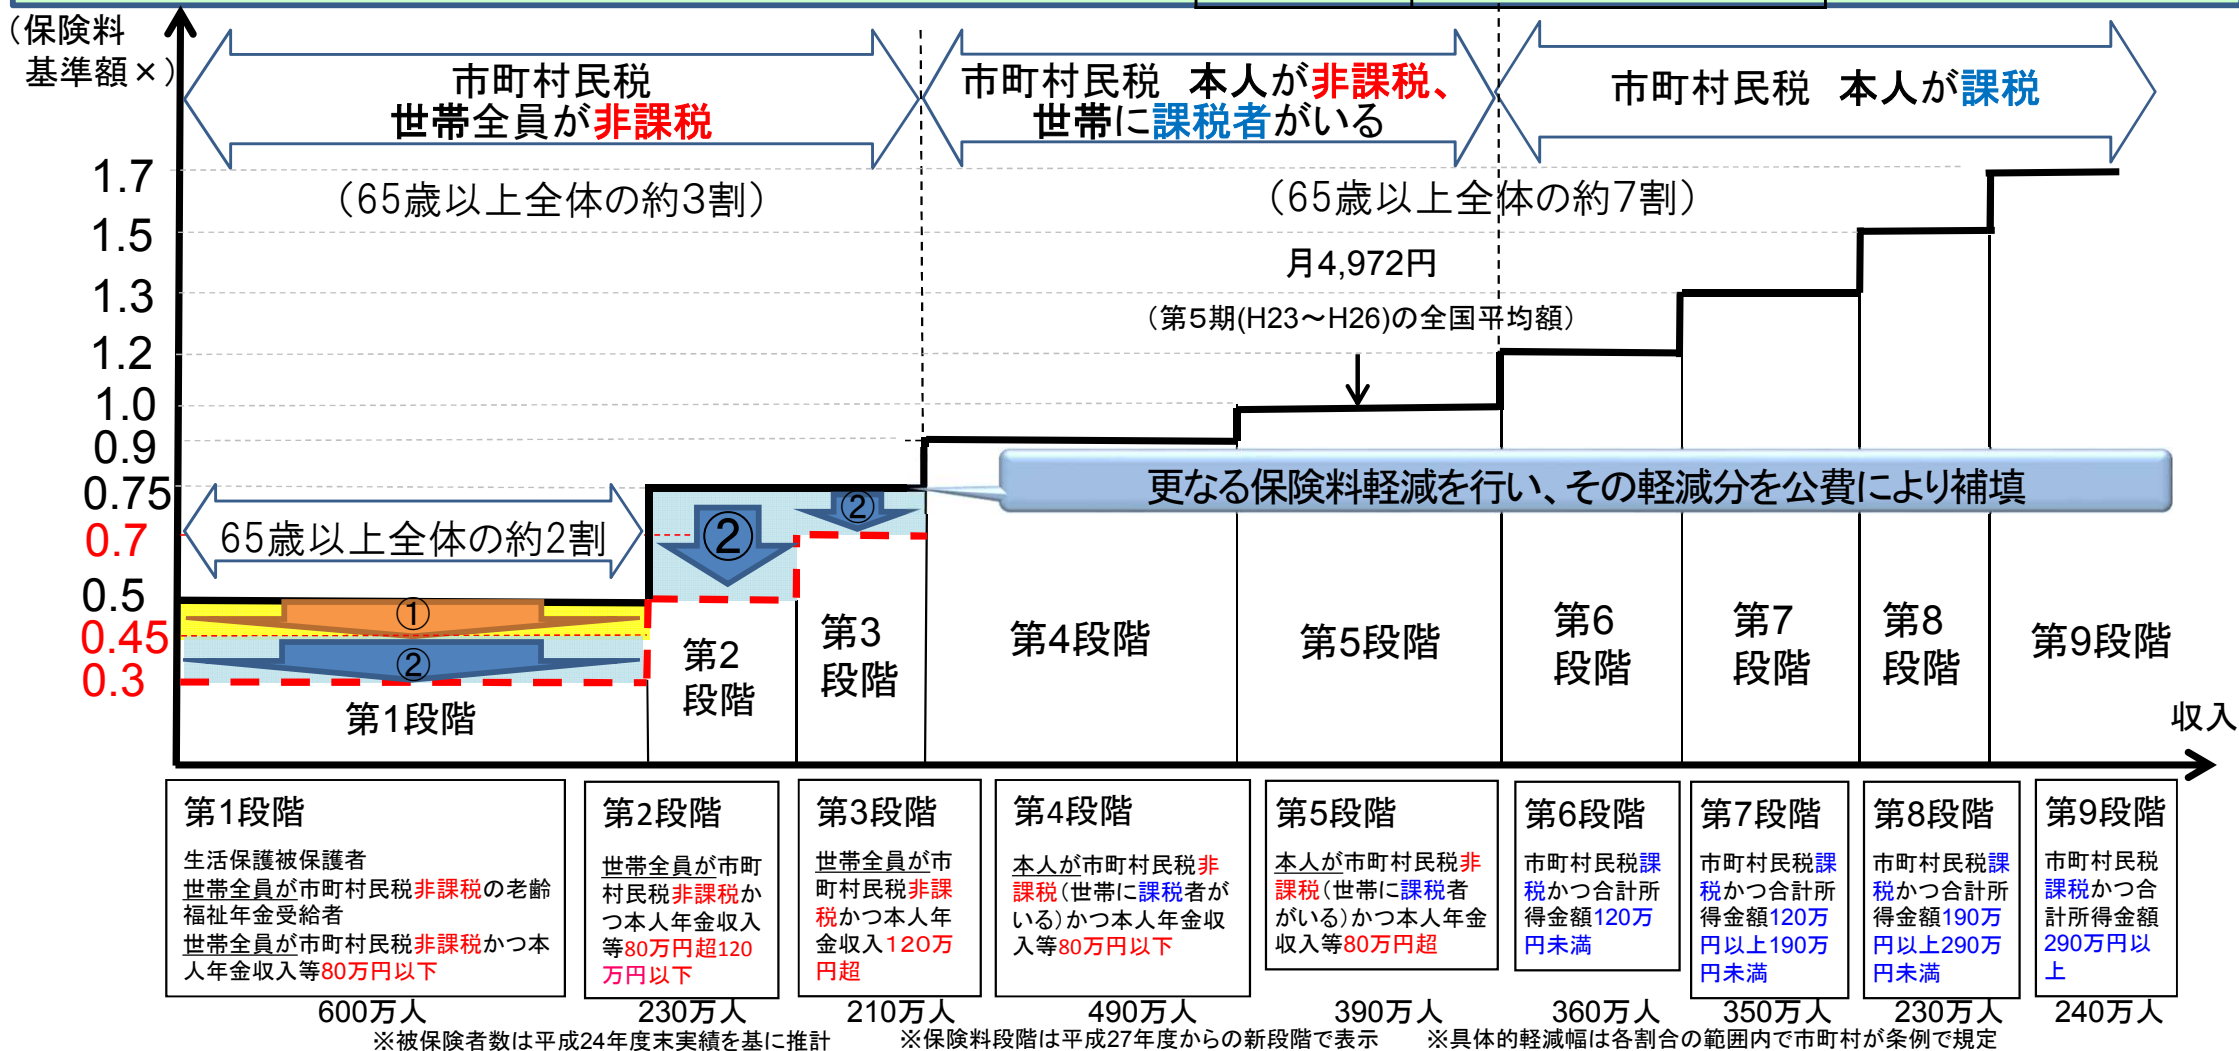 （保険料
基準額×）
市町村民税
世帯全員が非課税
市町村民税　本人が非課税、
世帯に課税者がいる
市町村民税　本人が課税
（65歳以上全体の約3割）
（65歳以上全体の約7割）
1.7
1.5
1.3
1.2
1.0
0.9
0.75
0.7
0.5
0.45
0.3
月4,972円
（第5期(H23～H26)の全国平均額）
更なる保険料軽減を行い、その軽減分を公費により補填
65歳以上全体の約2割
①
②
②
②
第1段階
第2
段階
第3
段階
第4段階
第5段階
第6
段階
第7
段階
第8
段階
第9段階
収入
第1段階
生活保護被保護者
世帯全員が市町村民税非課税の老齢
福祉年金受給者
世帯全員が市町村民税非課税かつ本
人年金収入等80万円以下
600万人
第2段階
世帯全員が市町
村民税非課税か
つ本人年金収入
等80万円超120
万円以下
230万人
第3段階
世帯全員が市
町村民税非課
税かつ本人年
金収入120万
円超
210万人
第4段階
本人が市町村民税非
課税（世帯に課税者が
いる）かつ本人年金収
入等80万円以下
490万人
第5段階
本人が市町村民税非
課税（世帯に課税者
がいる）かつ本人年金
収入等80万円超
390万人
第6段階
市町村民税課
税かつ合計所
得金額120万
円未満
360万人
第7段階
市町村民税課
税かつ合計所
得金額120万
円以上190万
円未満
350万人
第8段階
市町村民税課
税かつ合計所
得金額190万
円以上290万
円未満
230万人
第9段階
市町村民税
課税かつ合
計所得金額
290万円以
上
240万人
※被保険者数は平成24年度末実績を基に推計
※保険料段階は平成27年度からの新段階で表示
※具体的軽減幅は各割合の範囲内で市町村が条例で規定